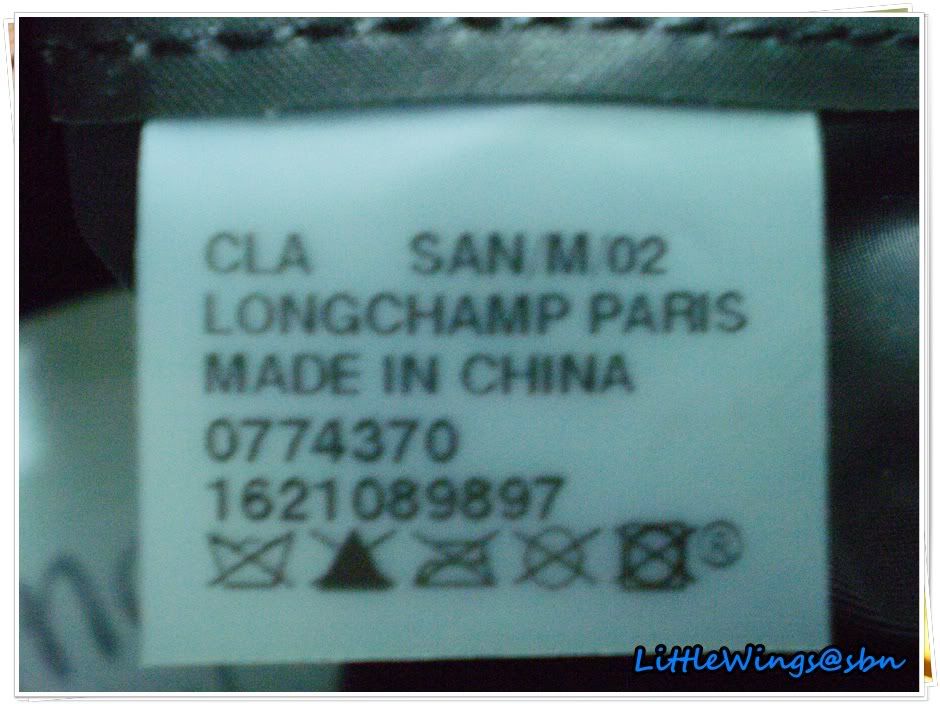 CLA SAN/M/02
LONGCHAMP PARIS
MADE IN CHINA
0774370
1621089897
LittleWings@sbn